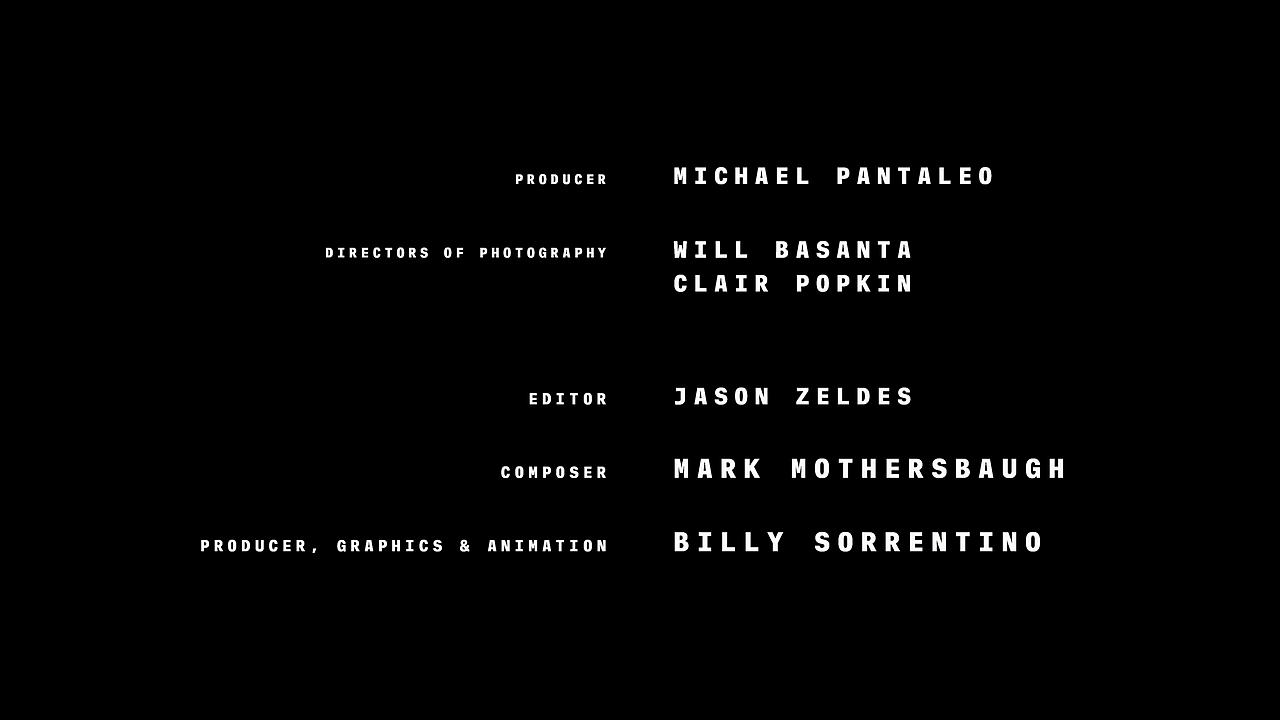 PRODUCER MICHAEL PANTALEO
DIRECTORS OF PHOTOGRAPHY WILL BASANTA
CLAIR POPKIN
EDITOR JASON ZELDES
COMPOSER MARK MOTHERSBAUGH
PRODUCER, GRAPHICS & ANIMATION BILLY SORRENTINO